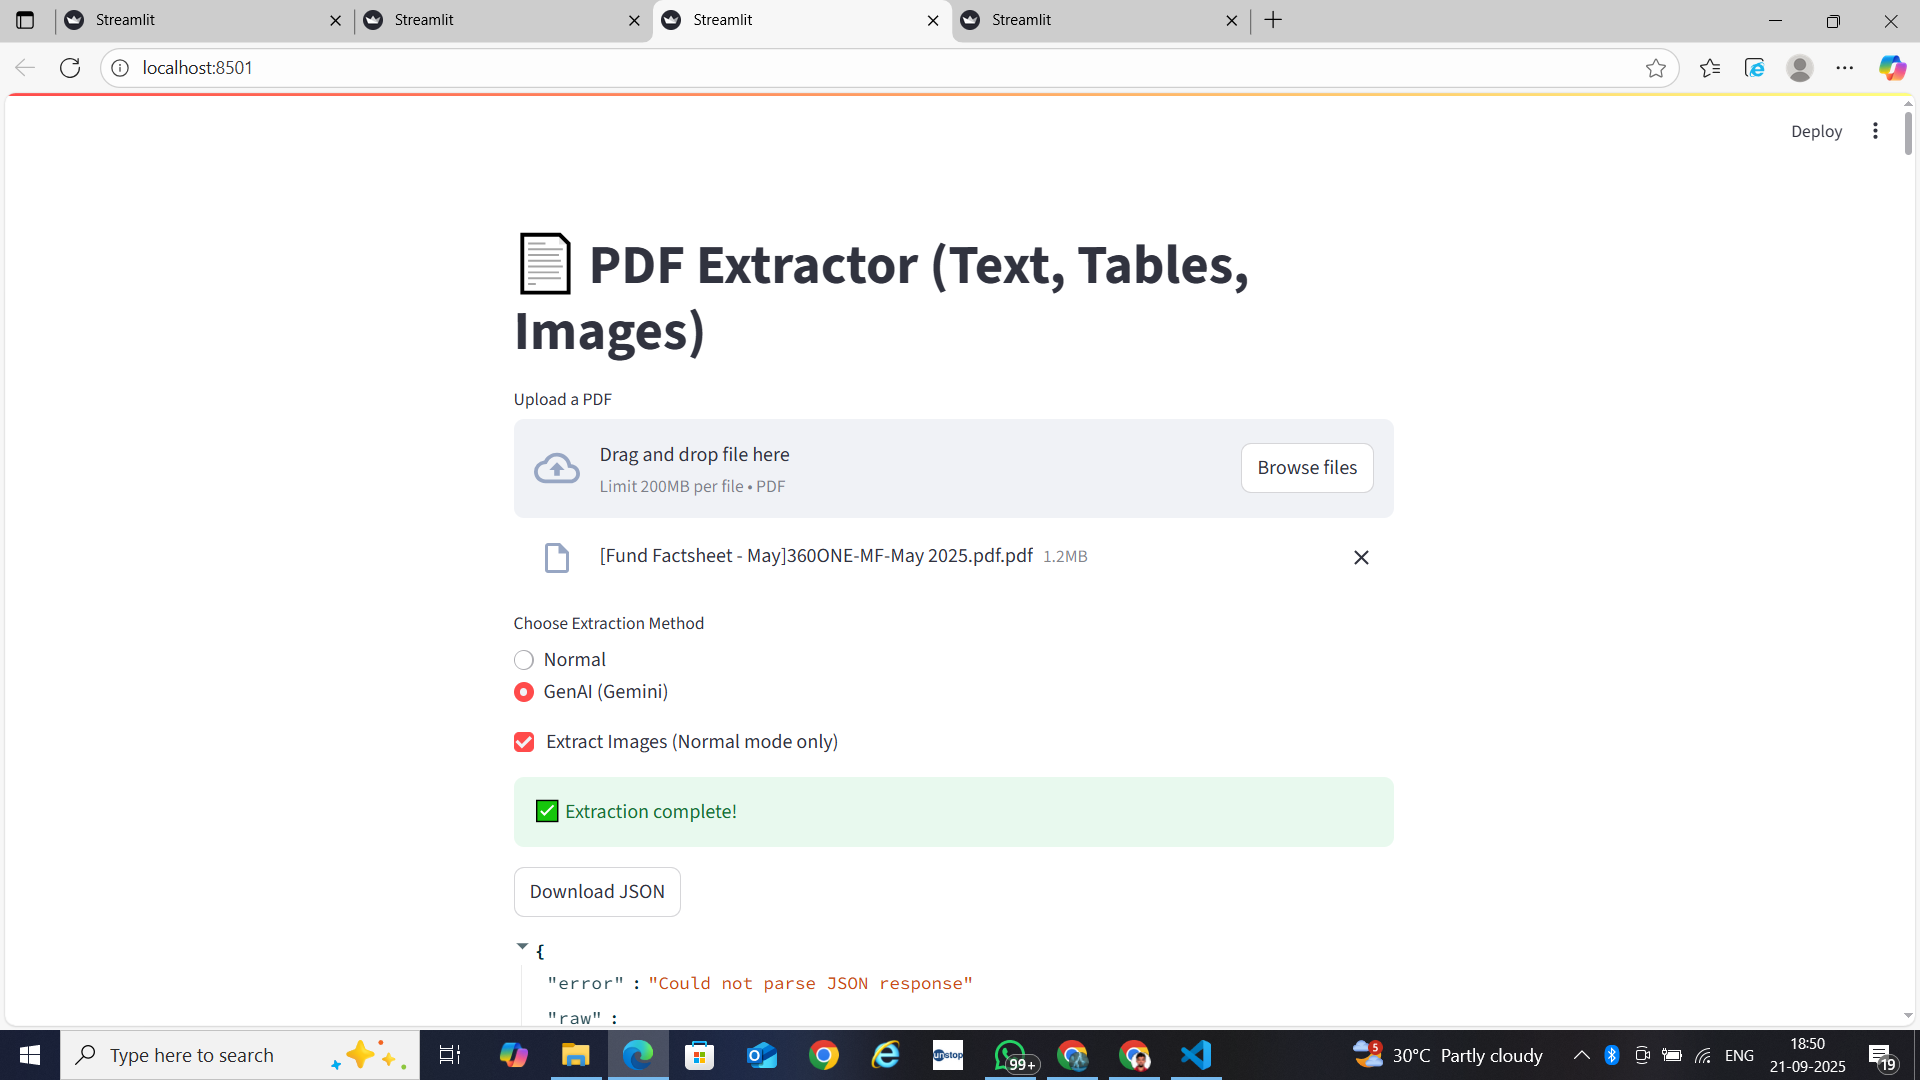 Streamlit
Streamlit
Streamlit
Streamlit
localhost:8501
Deploy
PDF Extractor (Text, Tables,
Images)
Upload a PDF
Drag and drop file here
Limit 200MB per file • PDF
Browse files
[Fund Factsheet - May]360ONE-MF-May 2025.pdf.pdf 1.2MB
Choose Extraction Method
Normal
GenAI (Gemini)
Extract Images (Normal mode only)
Extraction complete!
Download JSON
{
"error" : "Could not parse JSON response"
"raw" :
Type here to search
unstop
99+
5
30°C Partly cloudy
ENG
18:50
21-09-2025
19